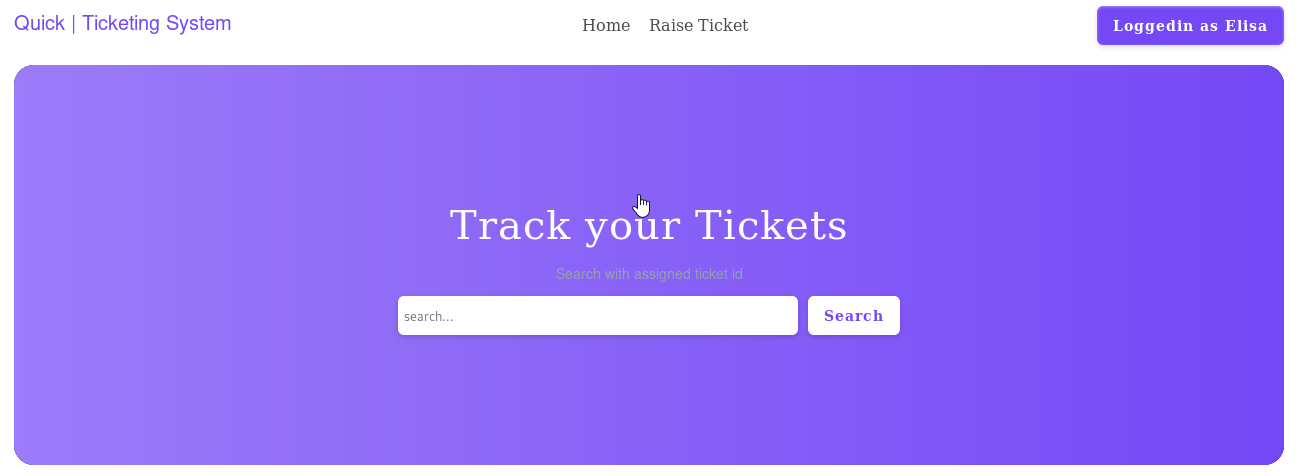 Quick | Ticketing System
Home
Raise Ticket
Loggedin as Elisa
Track your Tickets
Search with assigned ticket id
search...
Search